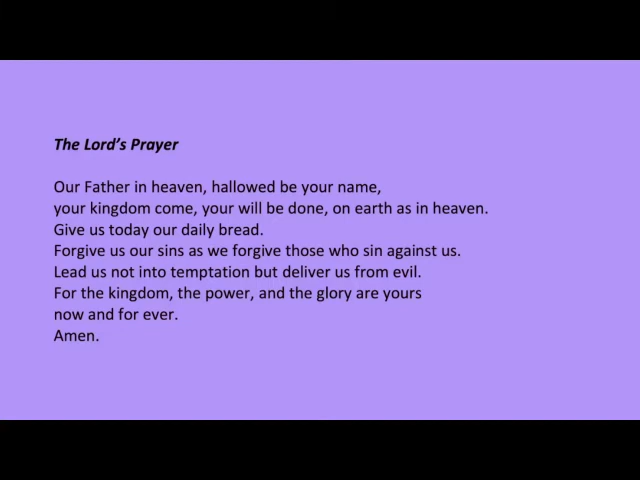 The Lord’s Prayer
Our Father in heaven, hallowed be your name,
your kingdom come, your will be done, on earth as in heaven.
Give us today our daily bread.
Forgive us our sins as we forgive those who sin against us.
Lead us not into temptation but deliver us from evil.
For the kingdom, the power, and the glory are yours
now and for ever.
Amen.